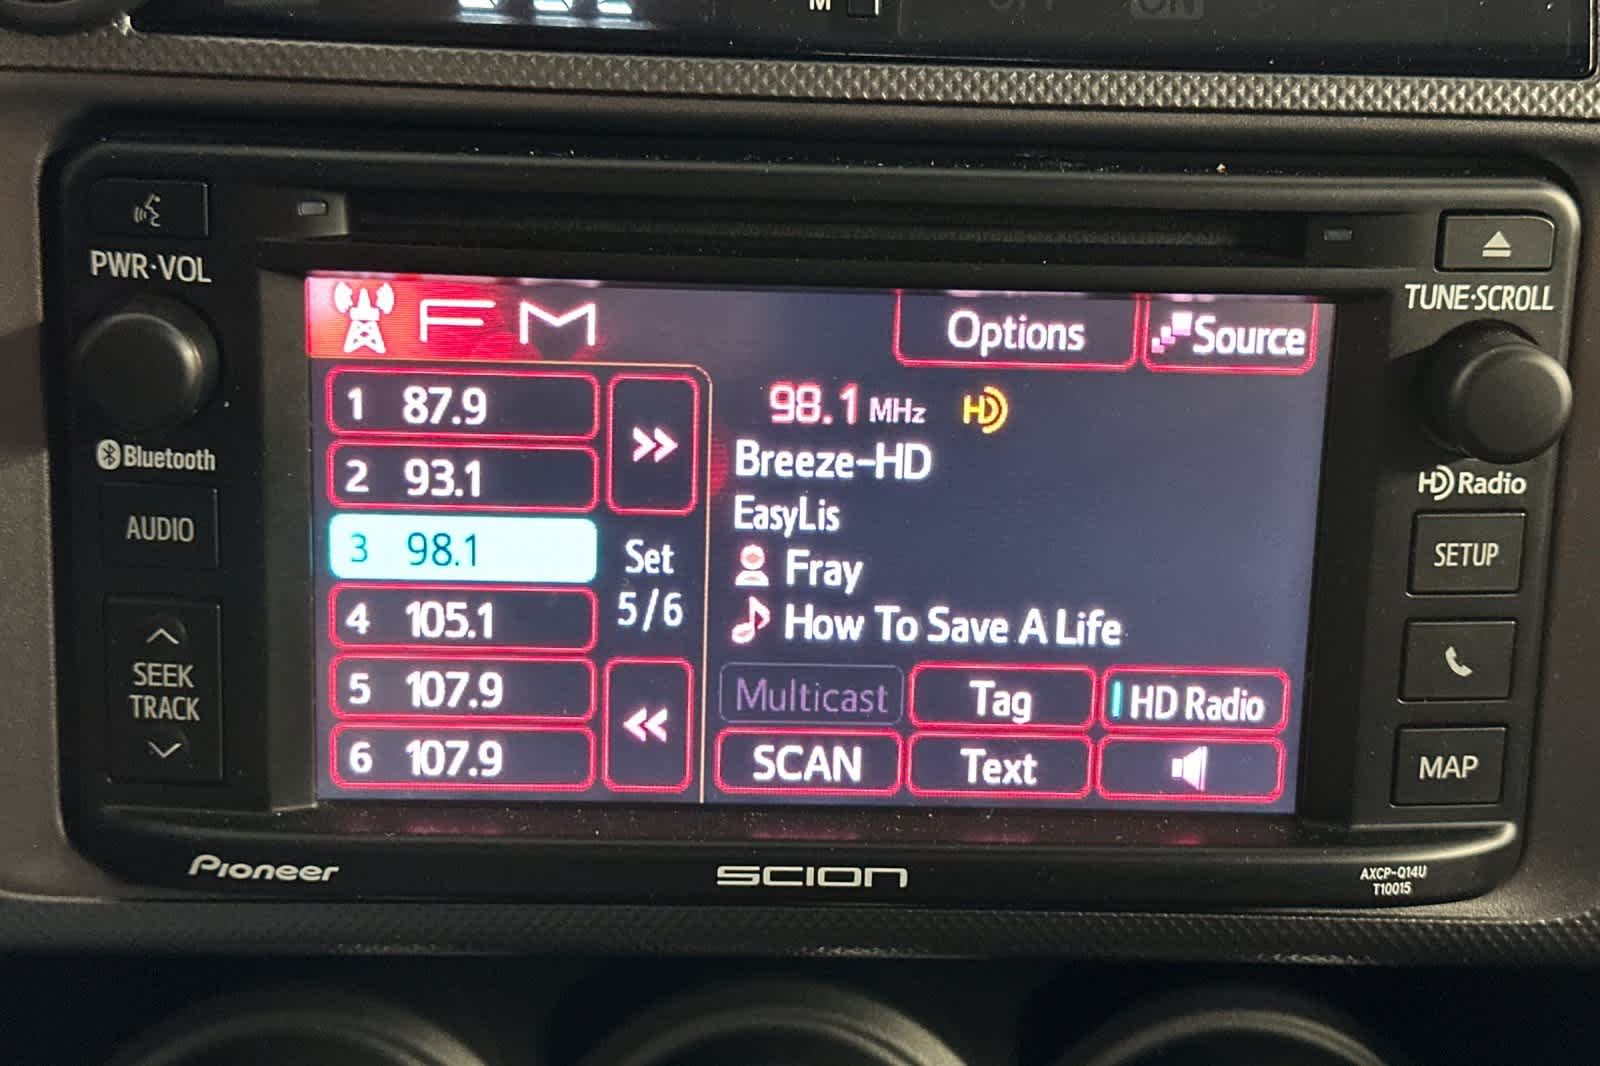 M
OFF
ON
PWR·VOL
Bluetooth
AUDIO
SEEK
TRACK
FM
Options
Source
1 87.9
2 93.1
3 98.1
4 105.1
5 107.9
6 107.9
>>
Set
5/6
<<
98.1 MHz HD
Breeze-HD
EasyLis
Fray
How To Save A Life
Multicast
Tag
HD Radio
SCAN
Text
TUNE·SCROLL
HD Radio
SETUP
MAP
Pioneer
SCION
AXCP-Q14U
T10015